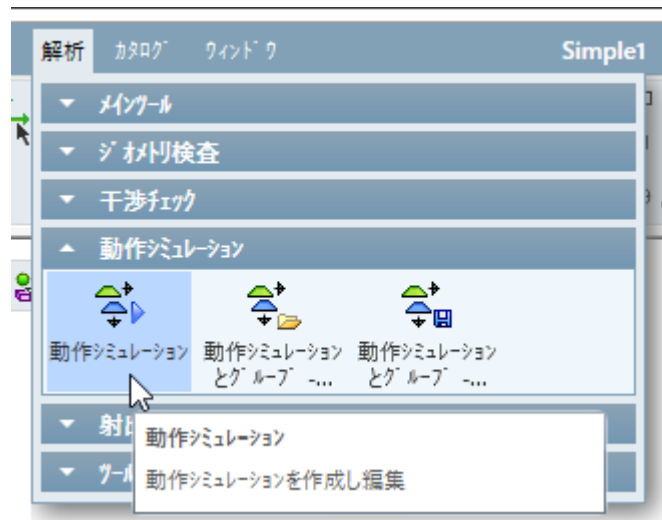 解析 カタログ ウィンドウ Simple1
メインツール
ジオメトリ検査
干渉チェック
動作シミュレーション
動作シミュレーション 動作シミュレーション 動作シミュレーション
とグループ -... とグループ -...
動作シミュレーション
動作シミュレーションを作成し編集